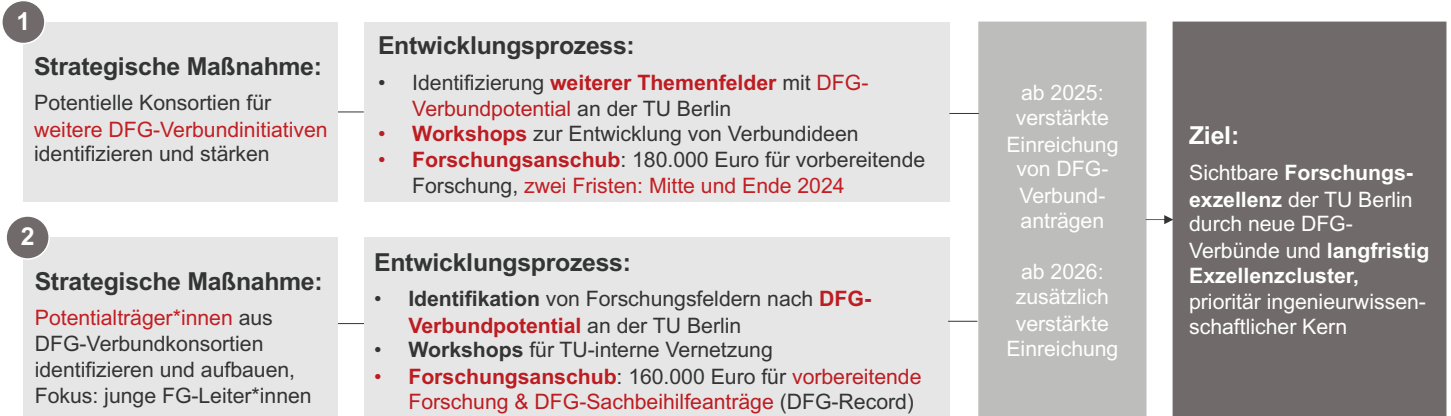 1
Strategische Maßnahme:
Potentielle Konsortien für
weitere DFG-Verbundinitiativen
identifizieren und stärken
Entwicklungsprozess:
• Identifizierung weiterer Themenfelder mit DFG-
Verbundpotential an der TU Berlin
• Workshops zur Entwicklung von Verbundideen
• Forschungsanschub: 180.000 Euro für vorbereitende
Forschung, zwei Fristen: Mitte und Ende 2024
2
Strategische Maßnahme:
Potentialträger*innen aus
DFG-Verbundkonsortien
identifizieren und aufbauen,
Fokus: junge FG-Leiter*innen
Entwicklungsprozess:
• Identifikation von Forschungsfeldern nach DFG-
Verbundpotential an der TU Berlin
• Workshops für TU-interne Vernetzung
• Forschungsanschub: 160.000 Euro für vorbereitende
Forschung & DFG-Sachbeihilfeanträge (DFG-Record)
ab 2025:
verstärkte
Einreichung
von DFG-
Verbund-
anträgen
ab 2026:
zusätzlich
verstärkte
Einreichung
Ziel:
Sichtbare Forschungs-
exzellenz der TU Berlin
durch neue DFG-
Verbünde und langfristig
Exzellenzcluster,
prioritär ingenieurwissen-
schaftlicher Kern